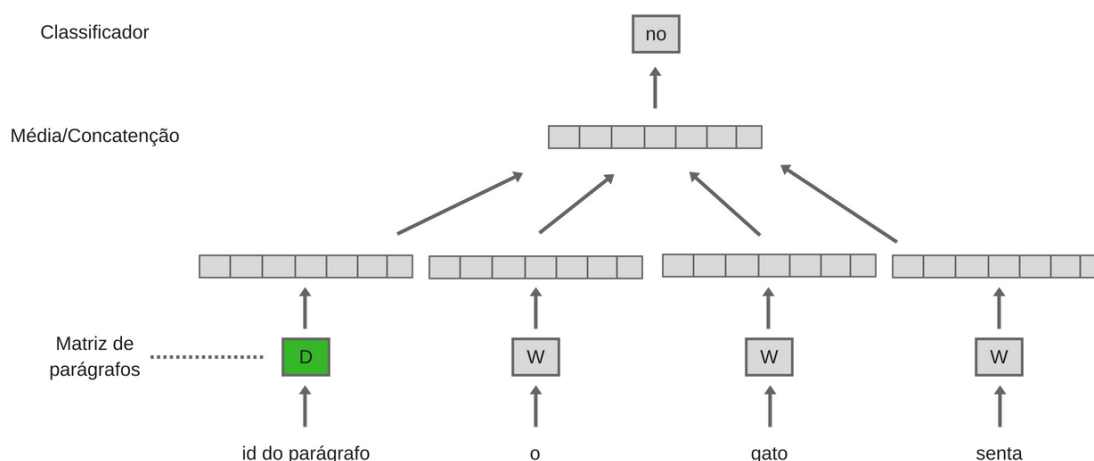 Classificador
no
Média/Concatenção
Matriz de
parágrafos
D
W
W
W
id do parágrafo
o
gato
senta